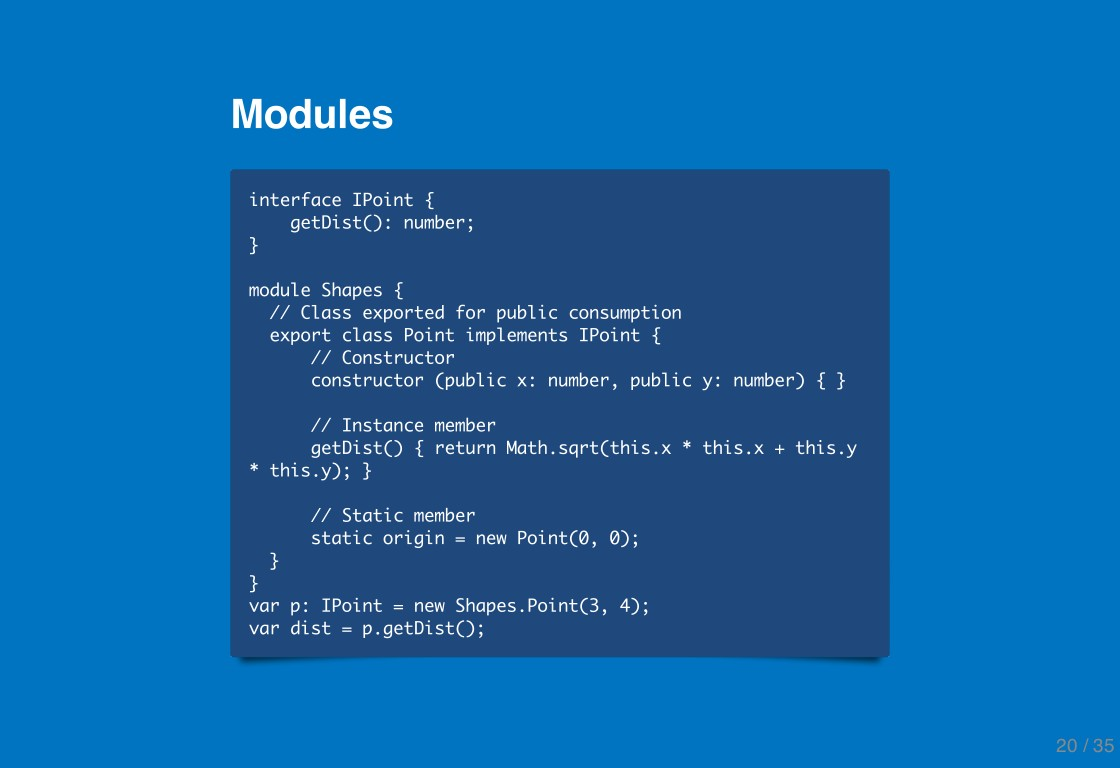 Modules
interface IPoint {
    getDist(): number;
}

module Shapes {
  // Class exported for public consumption
  export class Point implements IPoint {
      // Constructor
      constructor (public x: number, public y: number) { }

      // Instance member
      getDist() { return Math.sqrt(this.x * this.x + this.y
* this.y); }

      // Static member
      static origin = new Point(0, 0);
  }
}
var p: IPoint = new Shapes.Point(3, 4);
var dist = p.getDist();
20 / 35